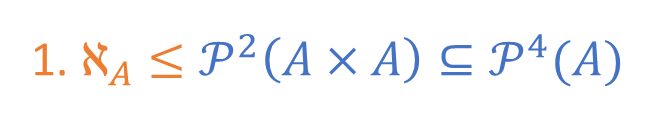 1. ℵ_A ≤ 𝒫²(A × A) ⊆ 𝒫⁴(A)